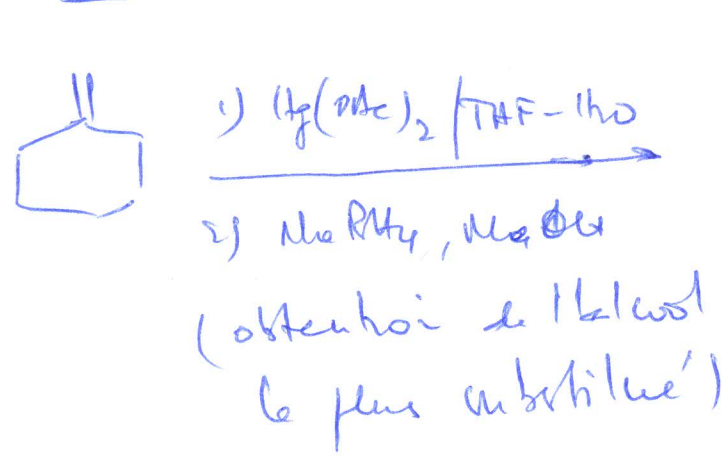 1) Hg(OAc)2 / THF-H2O
2) NaBH4, NaOH
(obtention de l'alcool
le plus substitué)